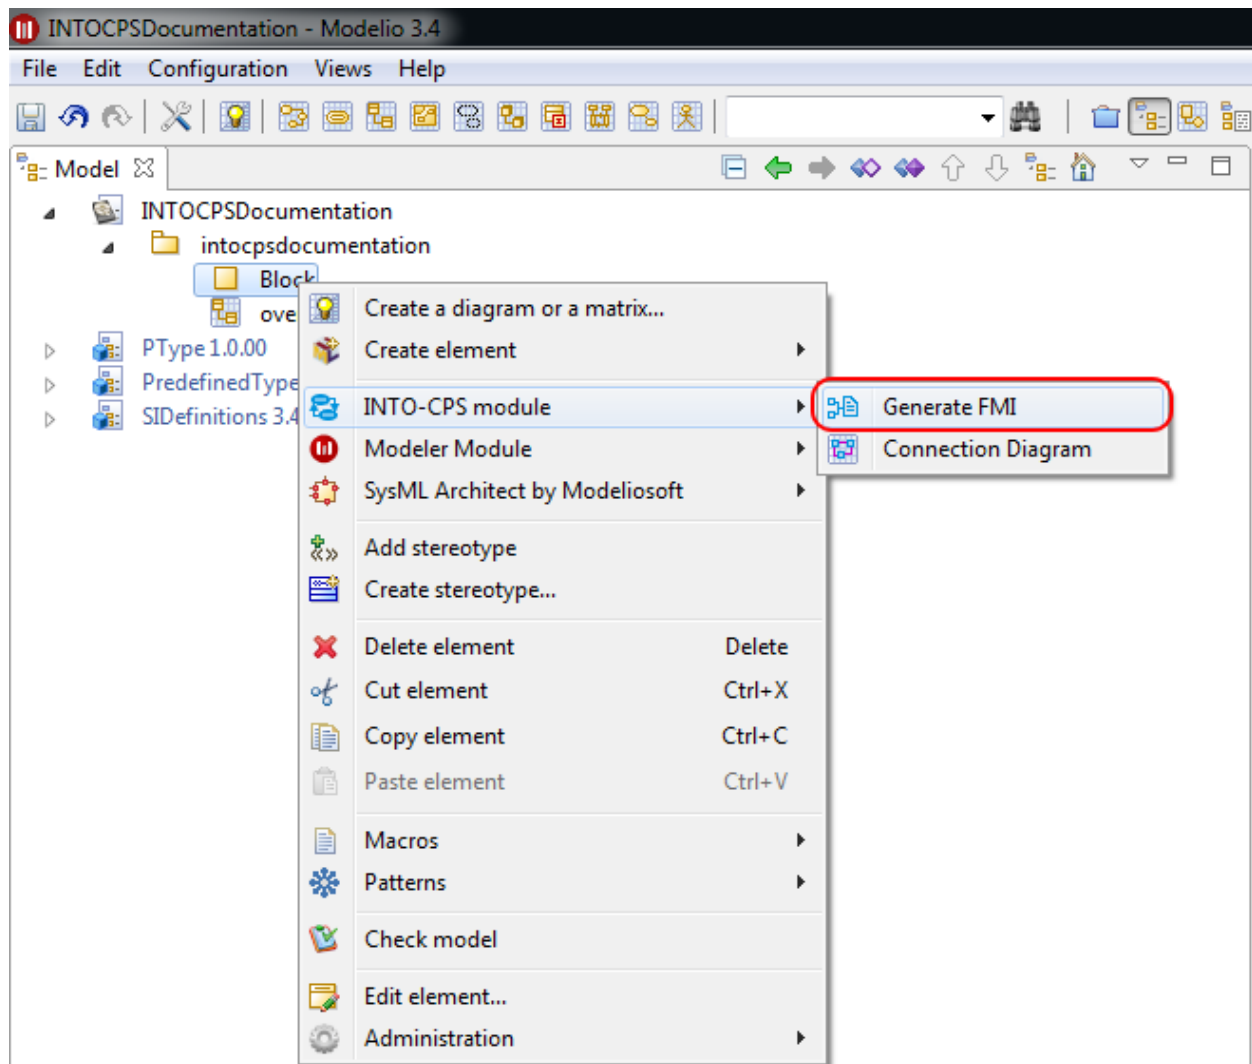 INTOCPSDocumentation - Modelio 3.4
File Edit Configuration Views Help
Model
INTOCPSDocumentation
intocpsdocumentation
Block
ove
PType 1.0.00
PredefinedType
SIDefinitions 3.4
Create a diagram or a matrix...
Create element
INTO-CPS module
Modeler Module
SysML Architect by Modeliosoft
Add stereotype
Create stereotype...
Delete element Delete
Cut element Ctrl+X
Copy element Ctrl+C
Paste element Ctrl+V
Macros
Patterns
Check model
Edit element...
Administration
Generate FMI
Connection Diagram